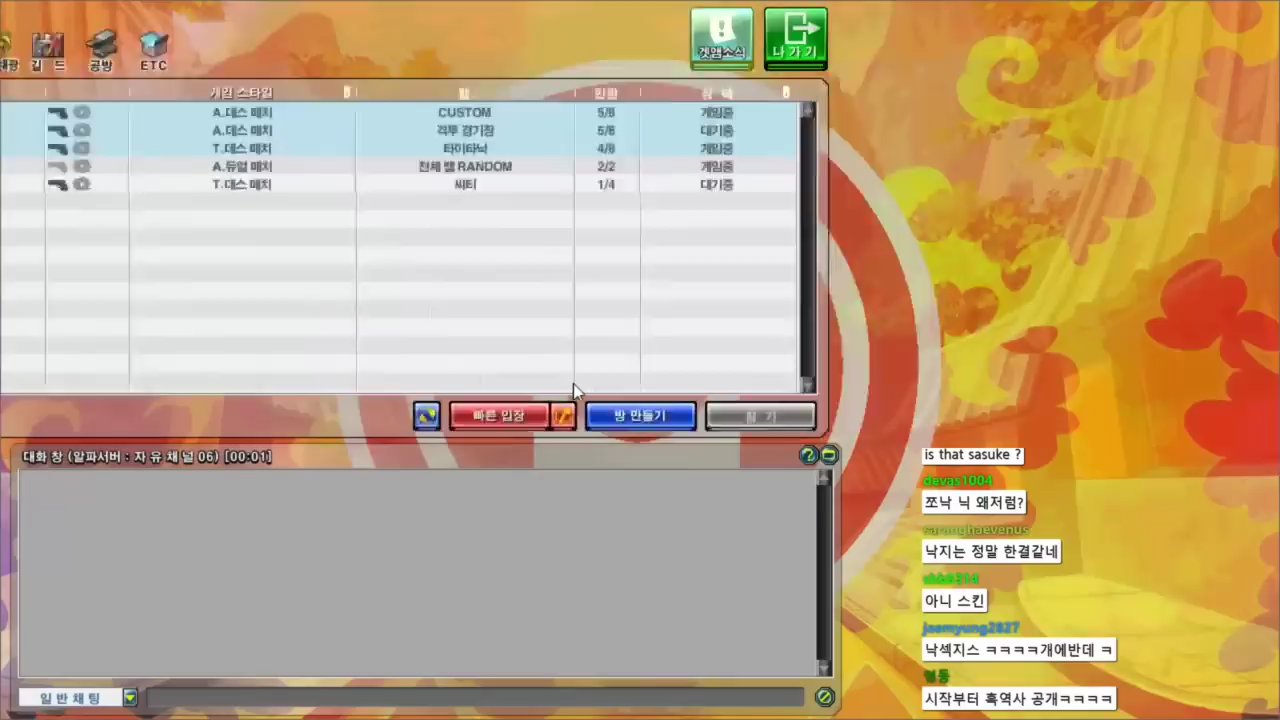 겟앰소식
나가기
길 드
공방
ETC
게임 스타일
맵
인원
상 태
A.데스 매치 CUSTOM 5/8 게임중
A.데스 매치 격투 경기장 5/8 대기중
T.데스 매치 타이타닉 4/8 게임중
A.듀얼 매치 전체 맵 RANDOM 2/2 게임중
T.데스 매치 씨티 1/4 대기중
빠른 입장
방 만들기
참 가
대화 창 (알파서버 : 자 유 채 널 06) [00:01]
일 반 채 팅
is that sasuke ?
devas1004
쪼낙 닉 왜저럼?
saranghaevenus
낙지는 정말 한결같네
아니 스킨
jaemyung2827
낙섹지스 ㅋㅋㅋㅋ개에반데 ㅋ
시작부터 흑역사 공개ㅋㅋㅋㅋ